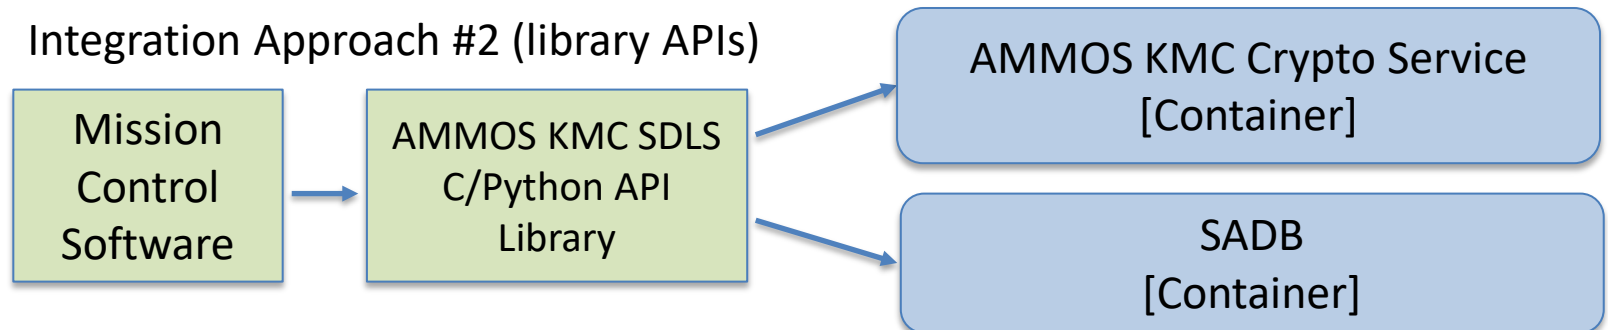 Integration Approach #2 (library APIs)
Mission
Control
Software
AMMOS KMC SDLS
C/Python API
Library
AMMOS KMC Crypto Service
[Container]
SADB
[Container]